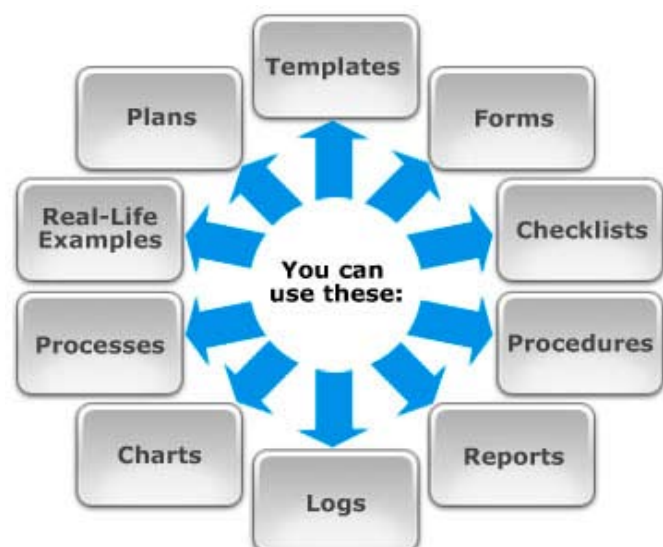 Templates
Forms
Checklists
Procedures
Reports
Logs
Charts
Processes
Real-Life
Examples
Plans
You can
use these: